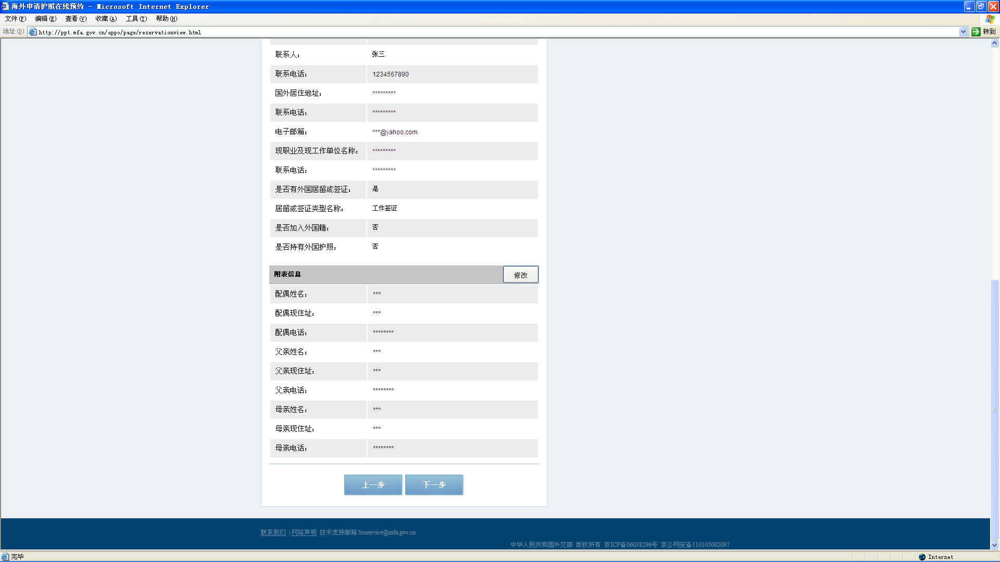 海外申请护照在线预约 - Microsoft Internet Explorer
文件(F) 编辑(E) 查看(V) 收藏(A) 工具(T) 帮助(H)
地址(D) http://ppt.mfa.gov.cn/appo/page/reservationview.html 转到
联系人： 张三
联系电话： 1234567890
国外居住地址： *********
联系电话： *********
电子邮箱： ***@yahoo.com
现职业及现工作单位名称： *********
联系电话： *********
是否有外国居留或签证： 是
居留或签证类型名称： 工作签证
是否加入外国籍： 否
是否持有外国护照： 否
附表信息 修改
配偶姓名： ***
配偶现住址： ***
配偶电话： ********
父亲姓名： ***
父亲现住址： ***
父亲电话： ********
母亲姓名： ***
母亲现住址： ***
母亲电话： ********
上一步 下一步
联系我们 | 网站声明 技术支持邮箱:lssservice@mfa.gov.cn
中华人民共和国外交部 版权所有 京ICP备06038296号 京公网安备110105002097
完毕 Internet